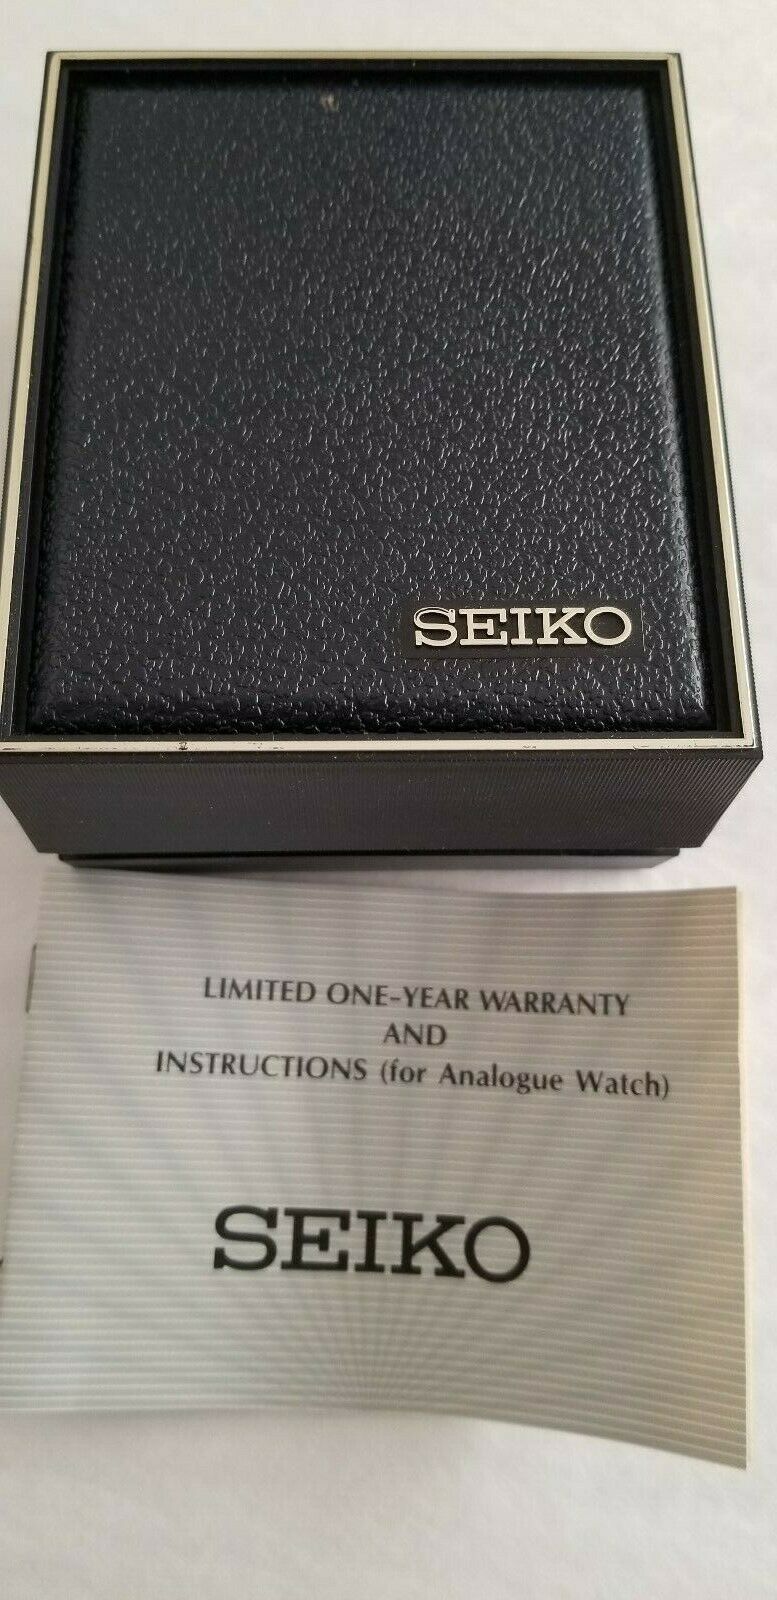 SEIKO
LIMITED ONE-YEAR WARRANTY
AND
INSTRUCTIONS (for Analogue Watch)
SEIKO